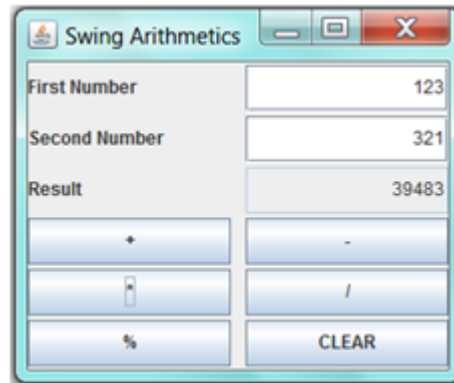 Swing Arithmetics
First Number 123
Second Number 321
Result 39483
+ -
* /
% CLEAR